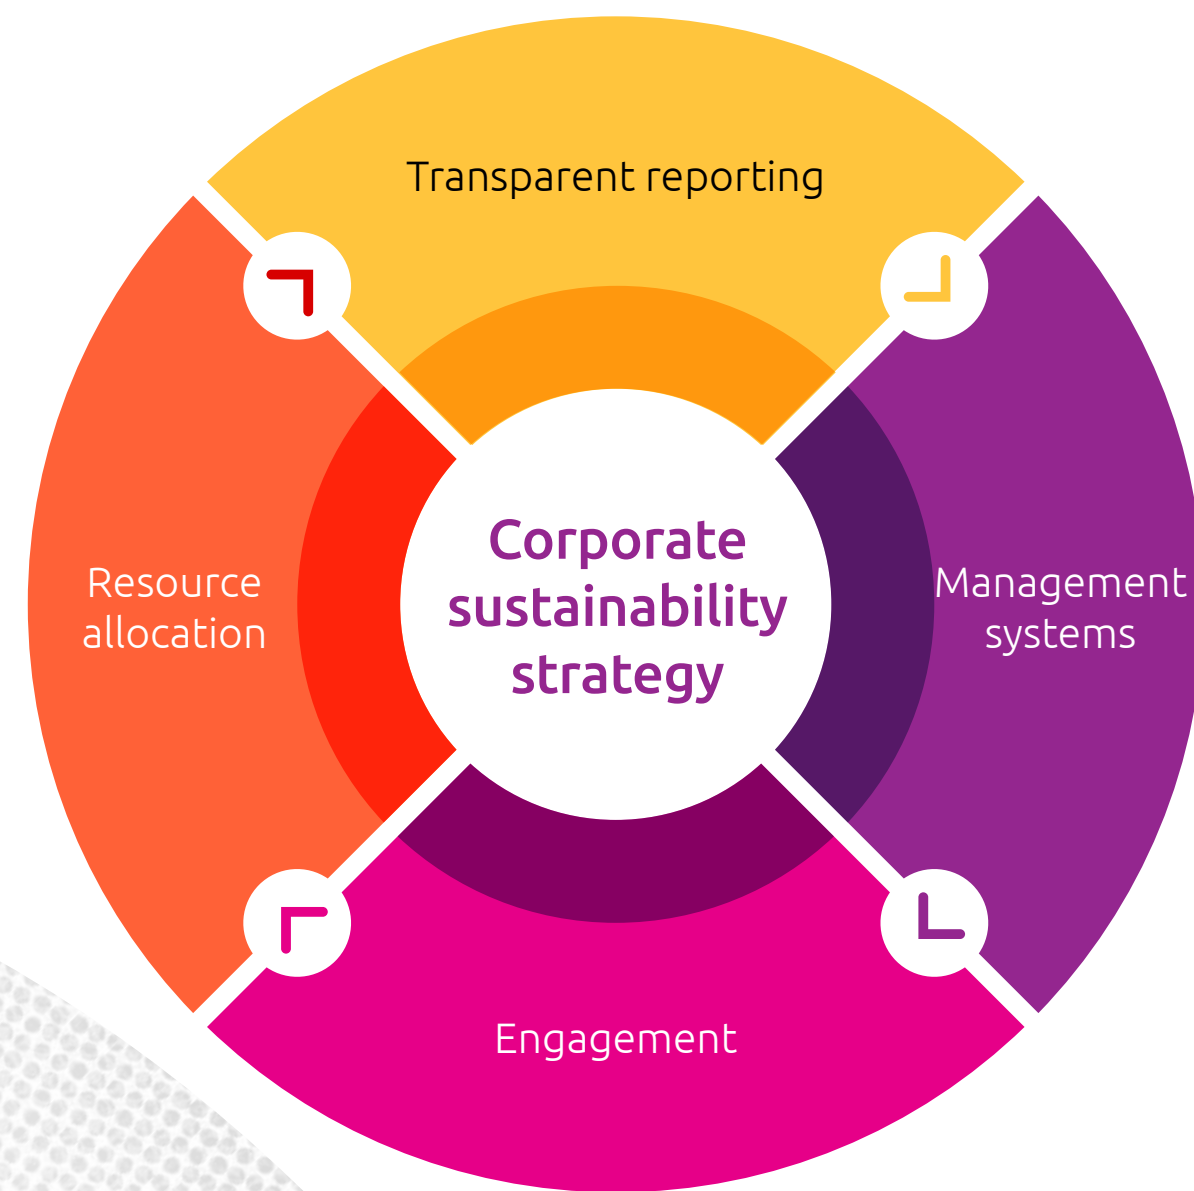 Transparent reporting
Corporate
sustainability
strategy
Resource
allocation
Management
systems
Engagement